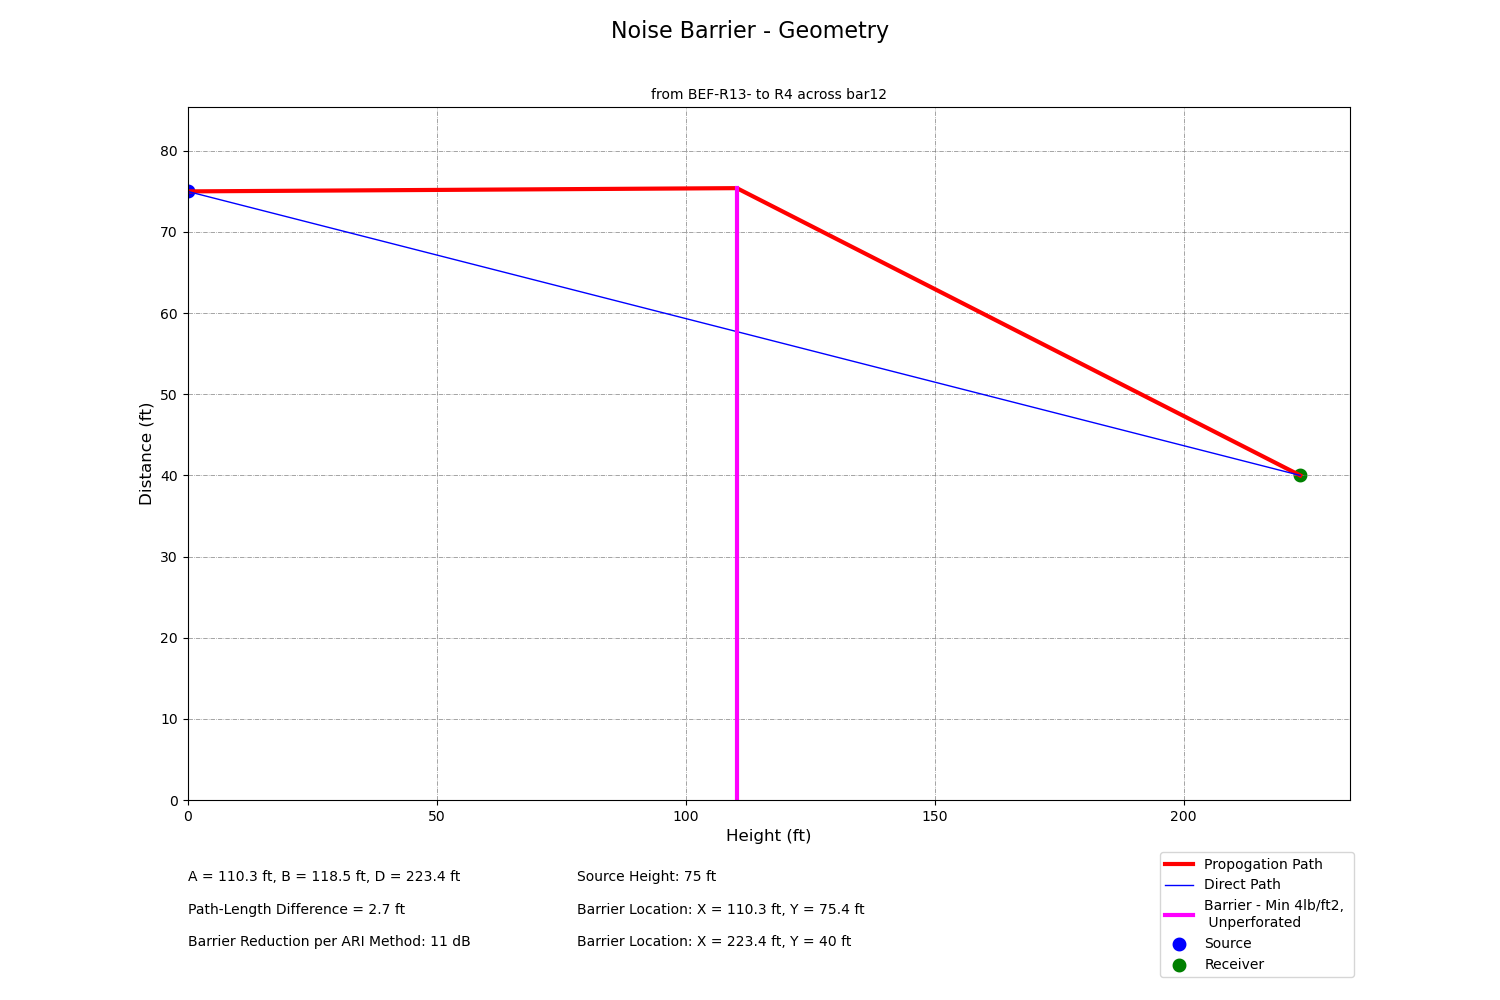 Noise Barrier - Geometry
from BEF-R13- to R4 across bar12
80
70
60
50
40
30
20
10
0
Distance (ft)
0 50 100 150 200
Height (ft)
A = 110.3 ft, B = 118.5 ft, D = 223.4 ft
Path-Length Difference = 2.7 ft
Barrier Reduction per ARI Method: 11 dB
Source Height: 75 ft
Barrier Location: X = 110.3 ft, Y = 75.4 ft
Barrier Location: X = 223.4 ft, Y = 40 ft
Propogation Path
Direct Path
Barrier - Min 4lb/ft2,
Unperforated
Source
Receiver